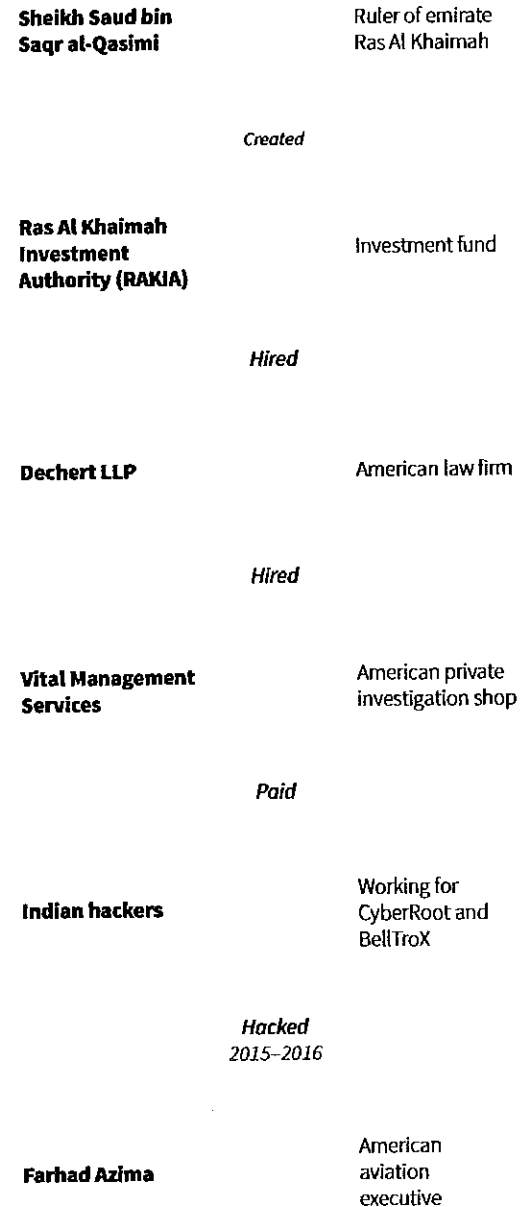 Sheikh Saud bin
Saqr al-Qasimi
Ruler of emirate
Ras Al Khaimah
Created
Ras Al Khaimah
Investment
Authority (RAKIA)
Investment fund
Hired
Dechert LLP
American law firm
Hired
Vital Management
Services
American private
investigation shop
Paid
Indian hackers
Working for
CyberRoot and
BellTroX
Hacked
2015–2016
Farhad Azima
American
aviation
executive